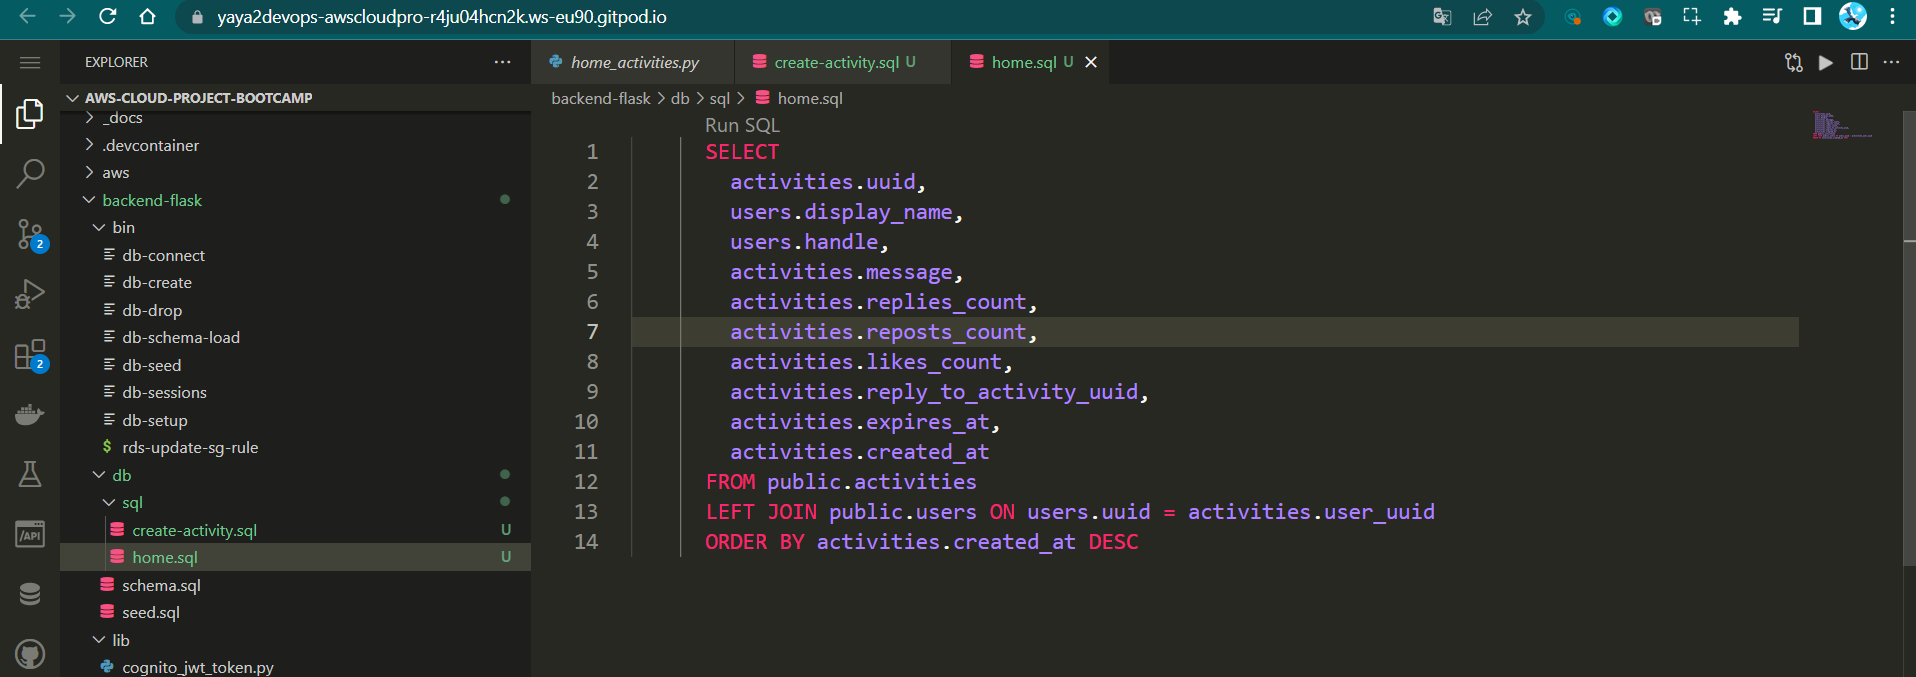 yaya2devops-awscloudpro-r4ju04hcn2k.ws-eu90.gitpod.io
EXPLORER
AWS-CLOUD-PROJECT-BOOTCAMP
_docs
.devcontainer
aws
backend-flask
bin
db-connect
db-create
db-drop
db-schema-load
db-seed
db-sessions
db-setup
$ rds-update-sg-rule
db
sql
create-activity.sql U
home.sql U
schema.sql
seed.sql
lib
cognito_jwt_token.py
2
2
/API
home_activities.py
create-activity.sql U
home.sql U
backend-flask > db > sql > home.sql
Run SQL
1 SELECT
2 activities.uuid,
3 users.display_name,
4 users.handle,
5 activities.message,
6 activities.replies_count,
7 activities.reposts_count,
8 activities.likes_count,
9 activities.reply_to_activity_uuid,
10 activities.expires_at,
11 activities.created_at
12 FROM public.activities
13 LEFT JOIN public.users ON users.uuid = activities.user_uuid
14 ORDER BY activities.created_at DESC